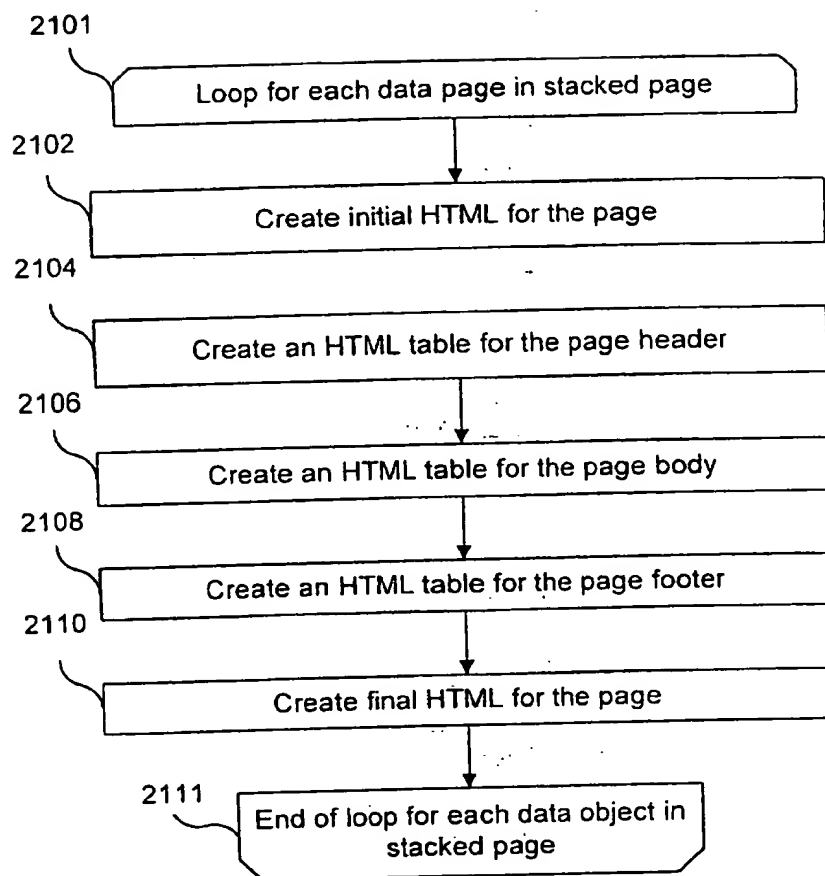 2101
Loop for each data page in stacked page
2102
Create initial HTML for the page
2104
Create an HTML table for the page header
2106
Create an HTML table for the page body
2108
Create an HTML table for the page footer
2110
Create final HTML for the page
2111
End of loop for each data object in
stacked page